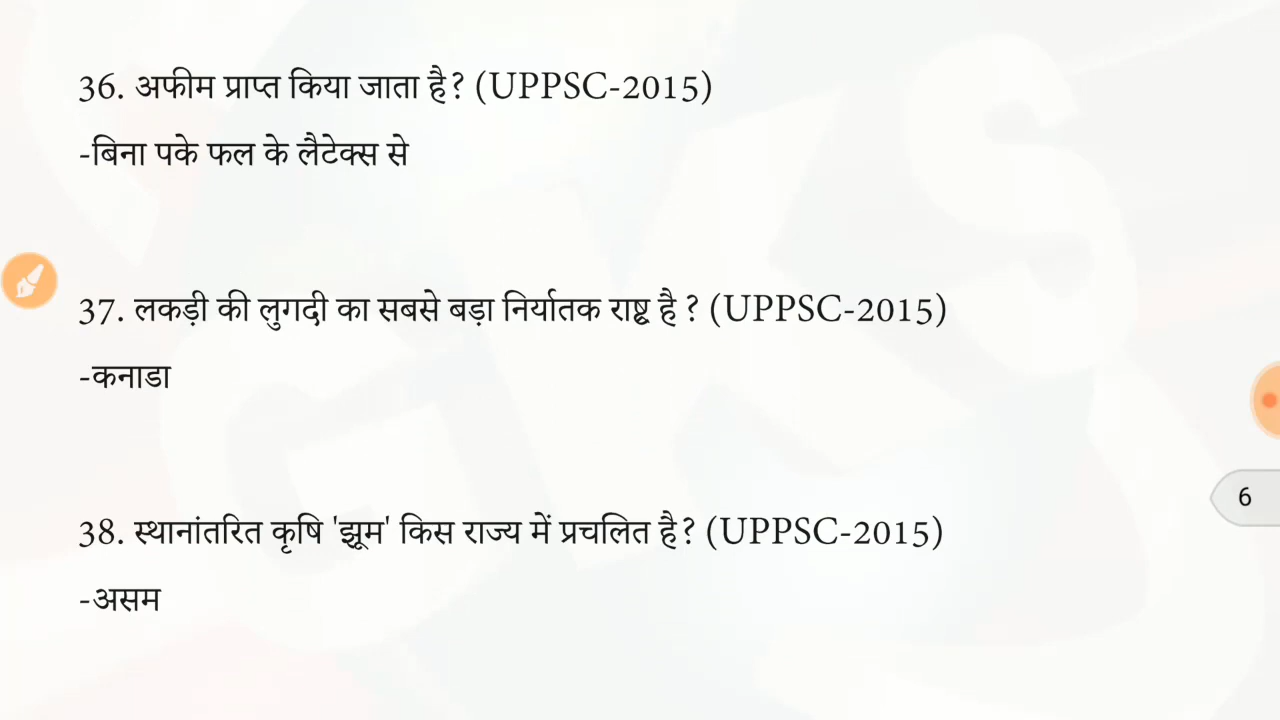 36. अफीम प्राप्त किया जाता है? (UPPSC-2015)
-बिना पके फल के लैटेक्स से
37. लकड़ी की लुगदी का सबसे बड़ा निर्यातक राष्ट्र है ? (UPPSC-2015)
-कनाडा
6
38. स्थानांतरित कृषि 'झूम' किस राज्य में प्रचलित है? (UPPSC-2015)
-असम